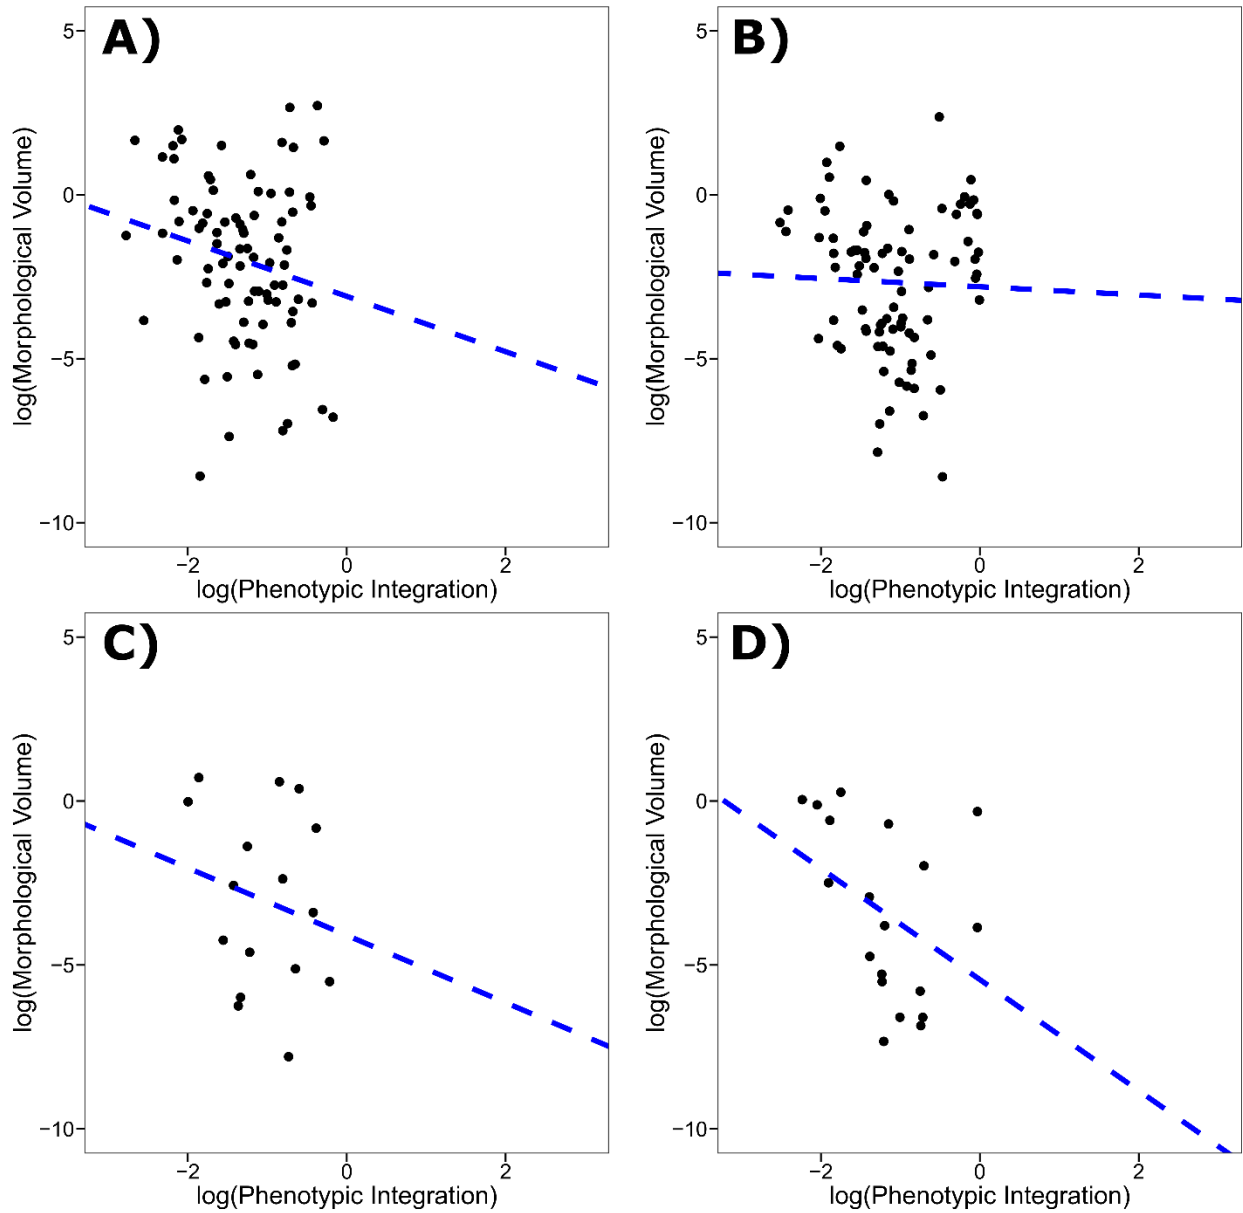 A)
5
0
−5
−10
log(Morphological Volume)
−2 0 2
log(Phenotypic Integration)
B)
5
0
−5
−10
log(Morphological Volume)
−2 0 2
log(Phenotypic Integration)
C)
5
0
−5
−10
log(Morphological Volume)
−2 0 2
log(Phenotypic Integration)
D)
5
0
−5
−10
log(Morphological Volume)
−2 0 2
log(Phenotypic Integration)